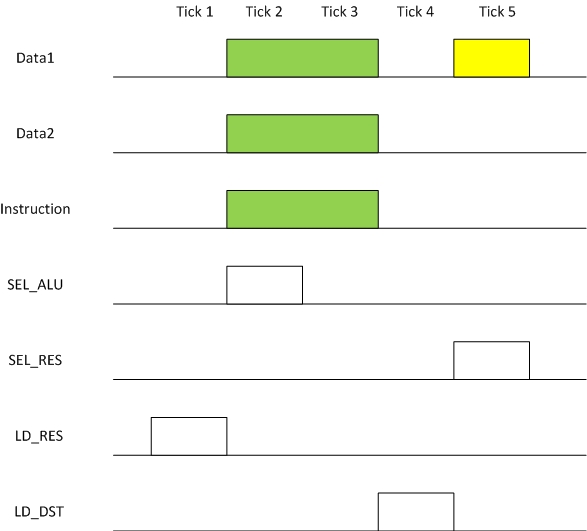 Tick 1 Tick 2 Tick 3 Tick 4 Tick 5
Data1
Data2
Instruction
SEL_ALU
SEL_RES
LD_RES
LD_DST